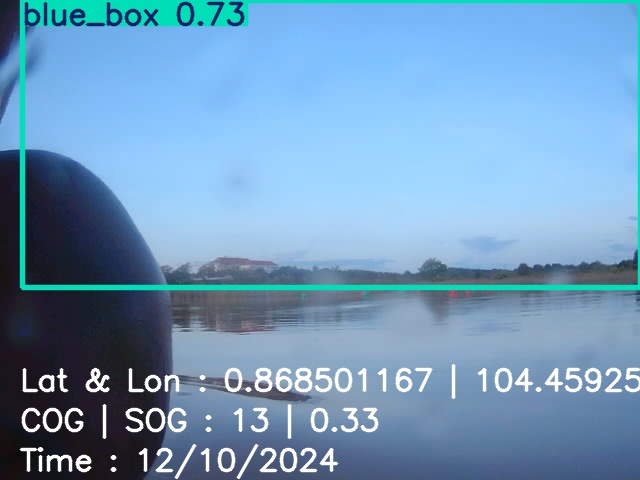 blue_box 0.73
Lat & Lon : 0.868501167 | 104.45925
COG | SOG : 13 | 0.33
Time : 12/10/2024